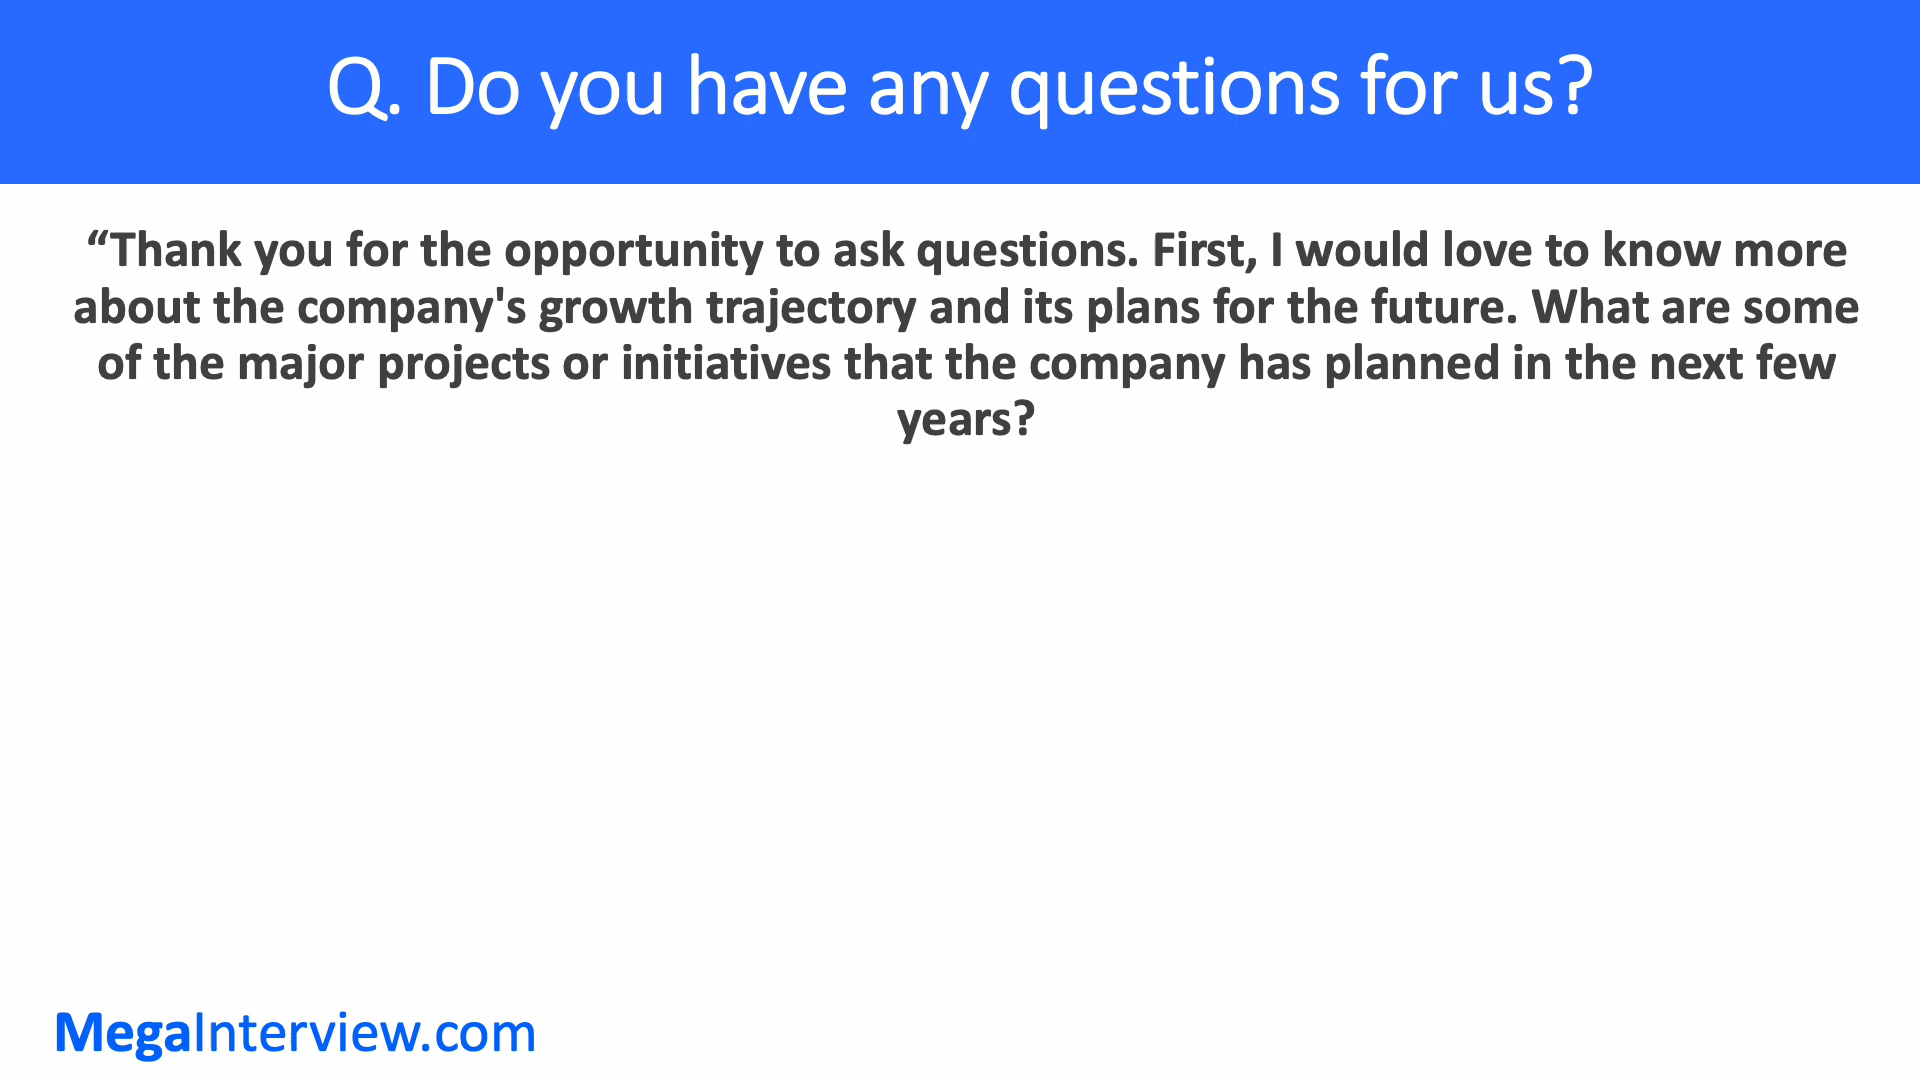 Q. Do you have any questions for us?
“Thank you for the opportunity to ask questions. First, I would love to know more
about the company's growth trajectory and its plans for the future. What are some
of the major projects or initiatives that the company has planned in the next few
years?
MegaInterview.com